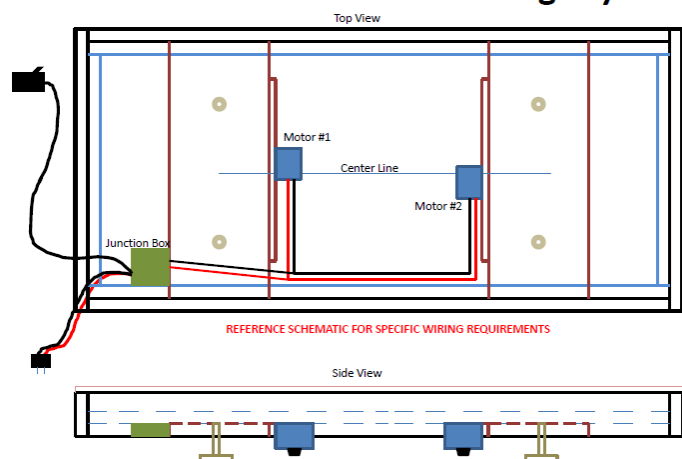 Top View
Motor #1
Center Line
Motor #2
Junction Box
REFERENCE SCHEMATIC FOR SPECIFIC WIRING REQUIREMENTS
Side View